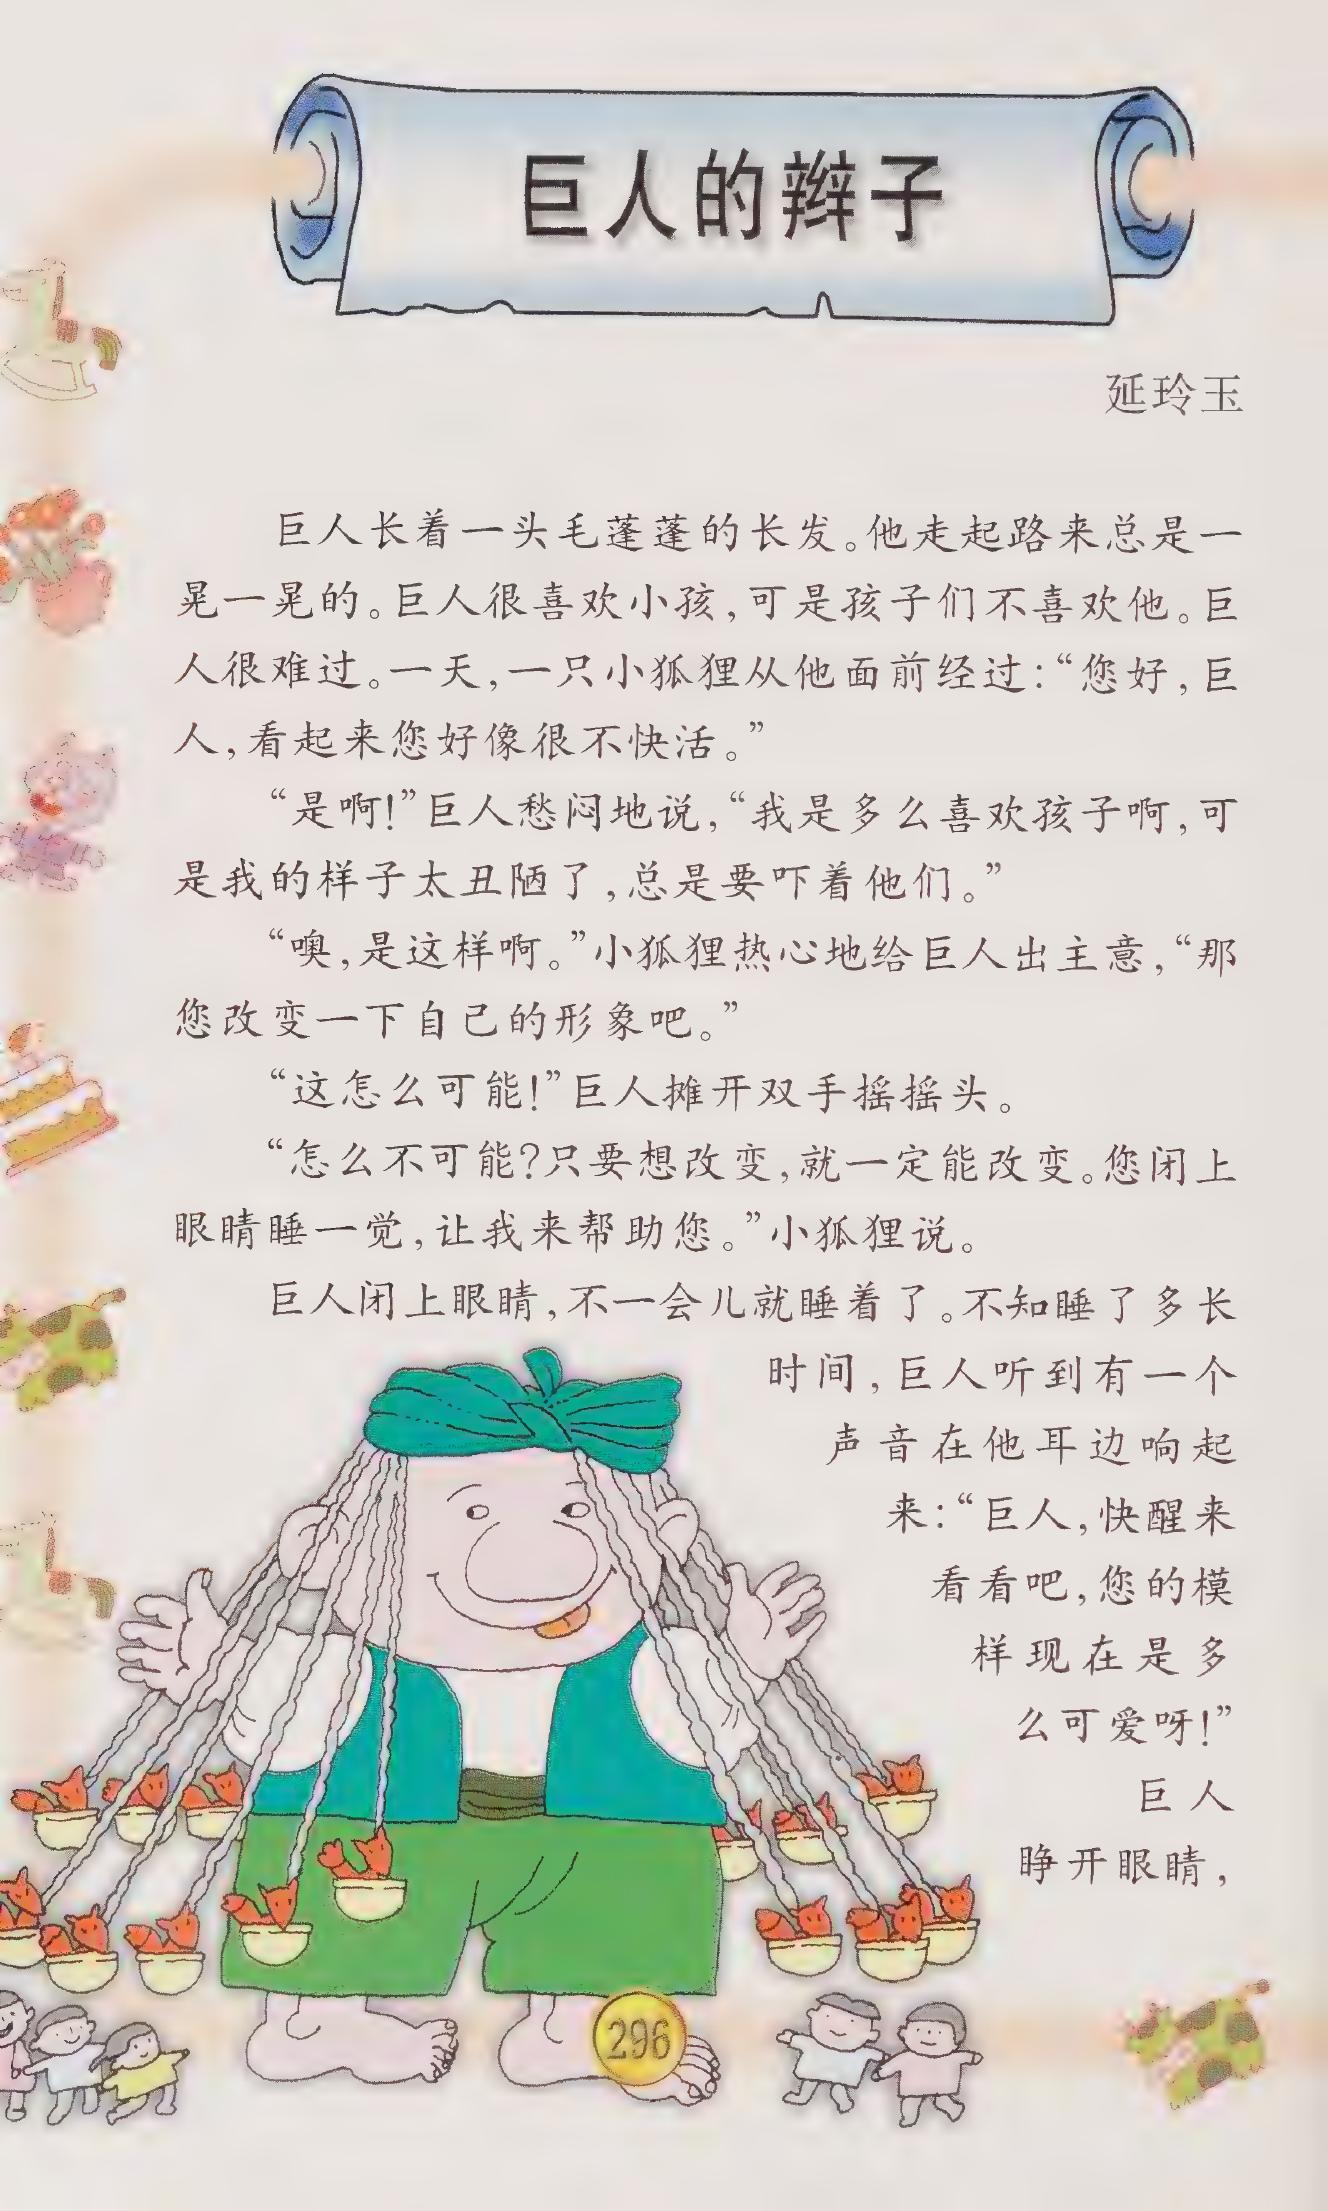 巨人的辫子
延玲玉
巨人长着一头毛蓬蓬的长发。他走起路来总是一
晃一晃的。巨人很喜欢小孩,可是孩子们不喜欢他。巨
人很难过。一天,一只小狐狸从他面前经过:“您好,巨
人,看起来您好像很不快活。”
“是啊!”巨人愁闷地说,“我是多么喜欢孩子啊,可
是我的样子太丑陋了,总是要吓着他们。”
“噢,是这样啊。”小狐狸热心地给巨人出主意,“那
您改变一下自己的形象吧。”
“这怎么可能!”巨人摊开双手摇摇头。
“怎么不可能?只要想改变,就一定能改变。您闭上
眼睛睡一觉,让我来帮助您。”小狐狸说。
巨人闭上眼睛,不一会儿就睡着了。不知睡了多长
时间,巨人听到有一个
声音在他耳边响起
来:“巨人,快醒来
看看吧,您的模
样现在是多
么可爱呀!”
巨人
睁开眼睛,
296